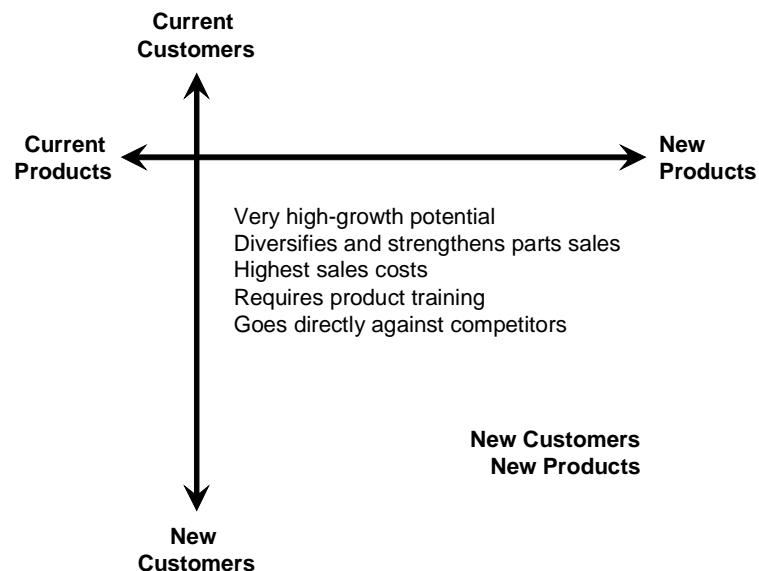 Current
Customers
Current
Products
New
Products
Very high-growth potential
Diversifies and strengthens parts sales
Highest sales costs
Requires product training
Goes directly against competitors
New Customers
New Products
New
Customers